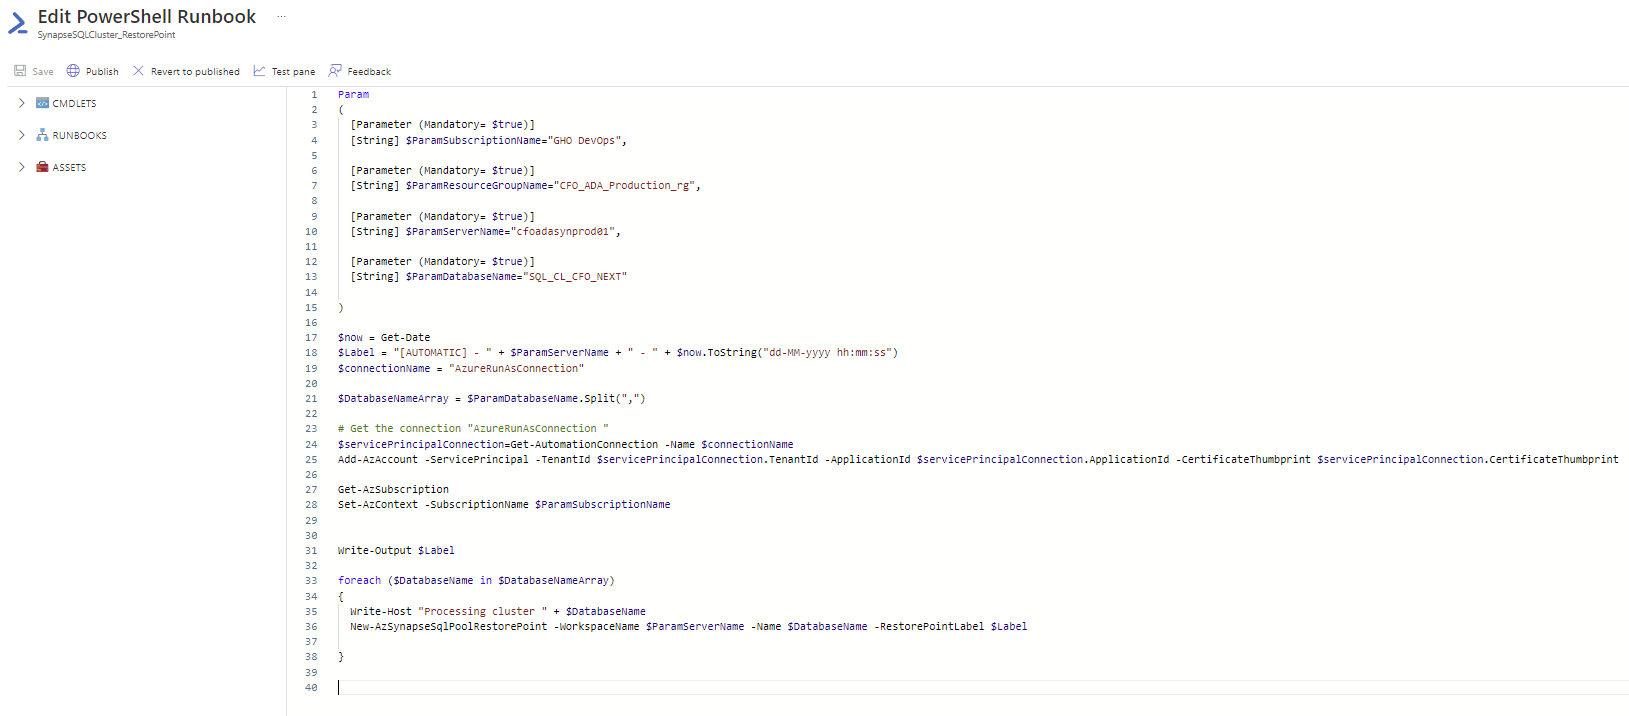 Edit PowerShell Runbook ...
SynapseSQLCluster_RestorePoint
Save Publish Revert to published Test pane Feedback
CMDLETS
RUNBOOKS
ASSETS
1 Param
2 (
3 [Parameter (Mandatory= $true)]
4 [String] $ParamSubscriptionName="GHO DevOps",
5
6 [Parameter (Mandatory= $true)]
7 [String] $ParamResourceGroupName="CFO_ADA_Production_rg",
8
9 [Parameter (Mandatory= $true)]
10 [String] $ParamServerName="cfoadasynprod01",
11
12 [Parameter (Mandatory= $true)]
13 [String] $ParamDatabaseName="SQL_CL_CFO_NEXT"
14
15 )
16
17 $now = Get-Date
18 $Label = "[AUTOMATIC] - " + $ParamServerName + " - " + $now.ToString("dd-MM-yyyy hh:mm:ss")
19 $connectionName = "AzureRunAsConnection"
20
21 $DatabaseNameArray = $ParamDatabaseName.Split(",")
22
23 # Get the connection "AzureRunAsConnection "
24 $servicePrincipalConnection=Get-AutomationConnection -Name $connectionName
25 Add-AzAccount -ServicePrincipal -TenantId $servicePrincipalConnection.TenantId -ApplicationId $servicePrincipalConnection.ApplicationId -CertificateThumbprint $servicePrincipalConnection.CertificateThumbprint
26
27 Get-AzSubscription
28 Set-AzContext -SubscriptionName $ParamSubscriptionName
29
30
31 Write-Output $Label
32
33 foreach ($DatabaseName in $DatabaseNameArray)
34 {
35 Write-Host "Processing cluster " + $DatabaseName
36 New-AzSynapseSqlPoolRestorePoint -WorkspaceName $ParamServerName -Name $DatabaseName -RestorePointLabel $Label
37
38 }
39
40